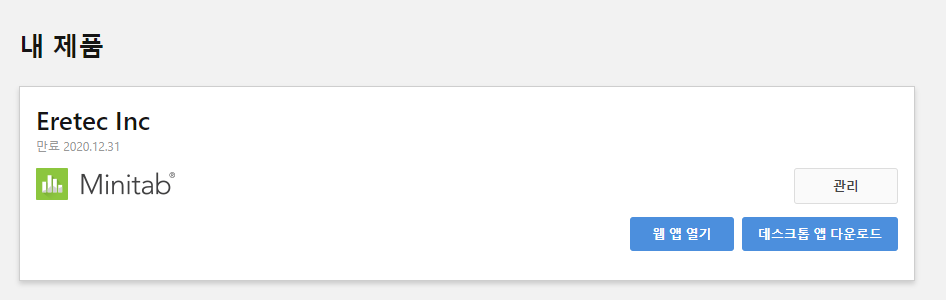 내 제품
Eretec Inc
만료 2020.12.31
Minitab®
관리
웹 앱 열기
데스크톱 앱 다운로드